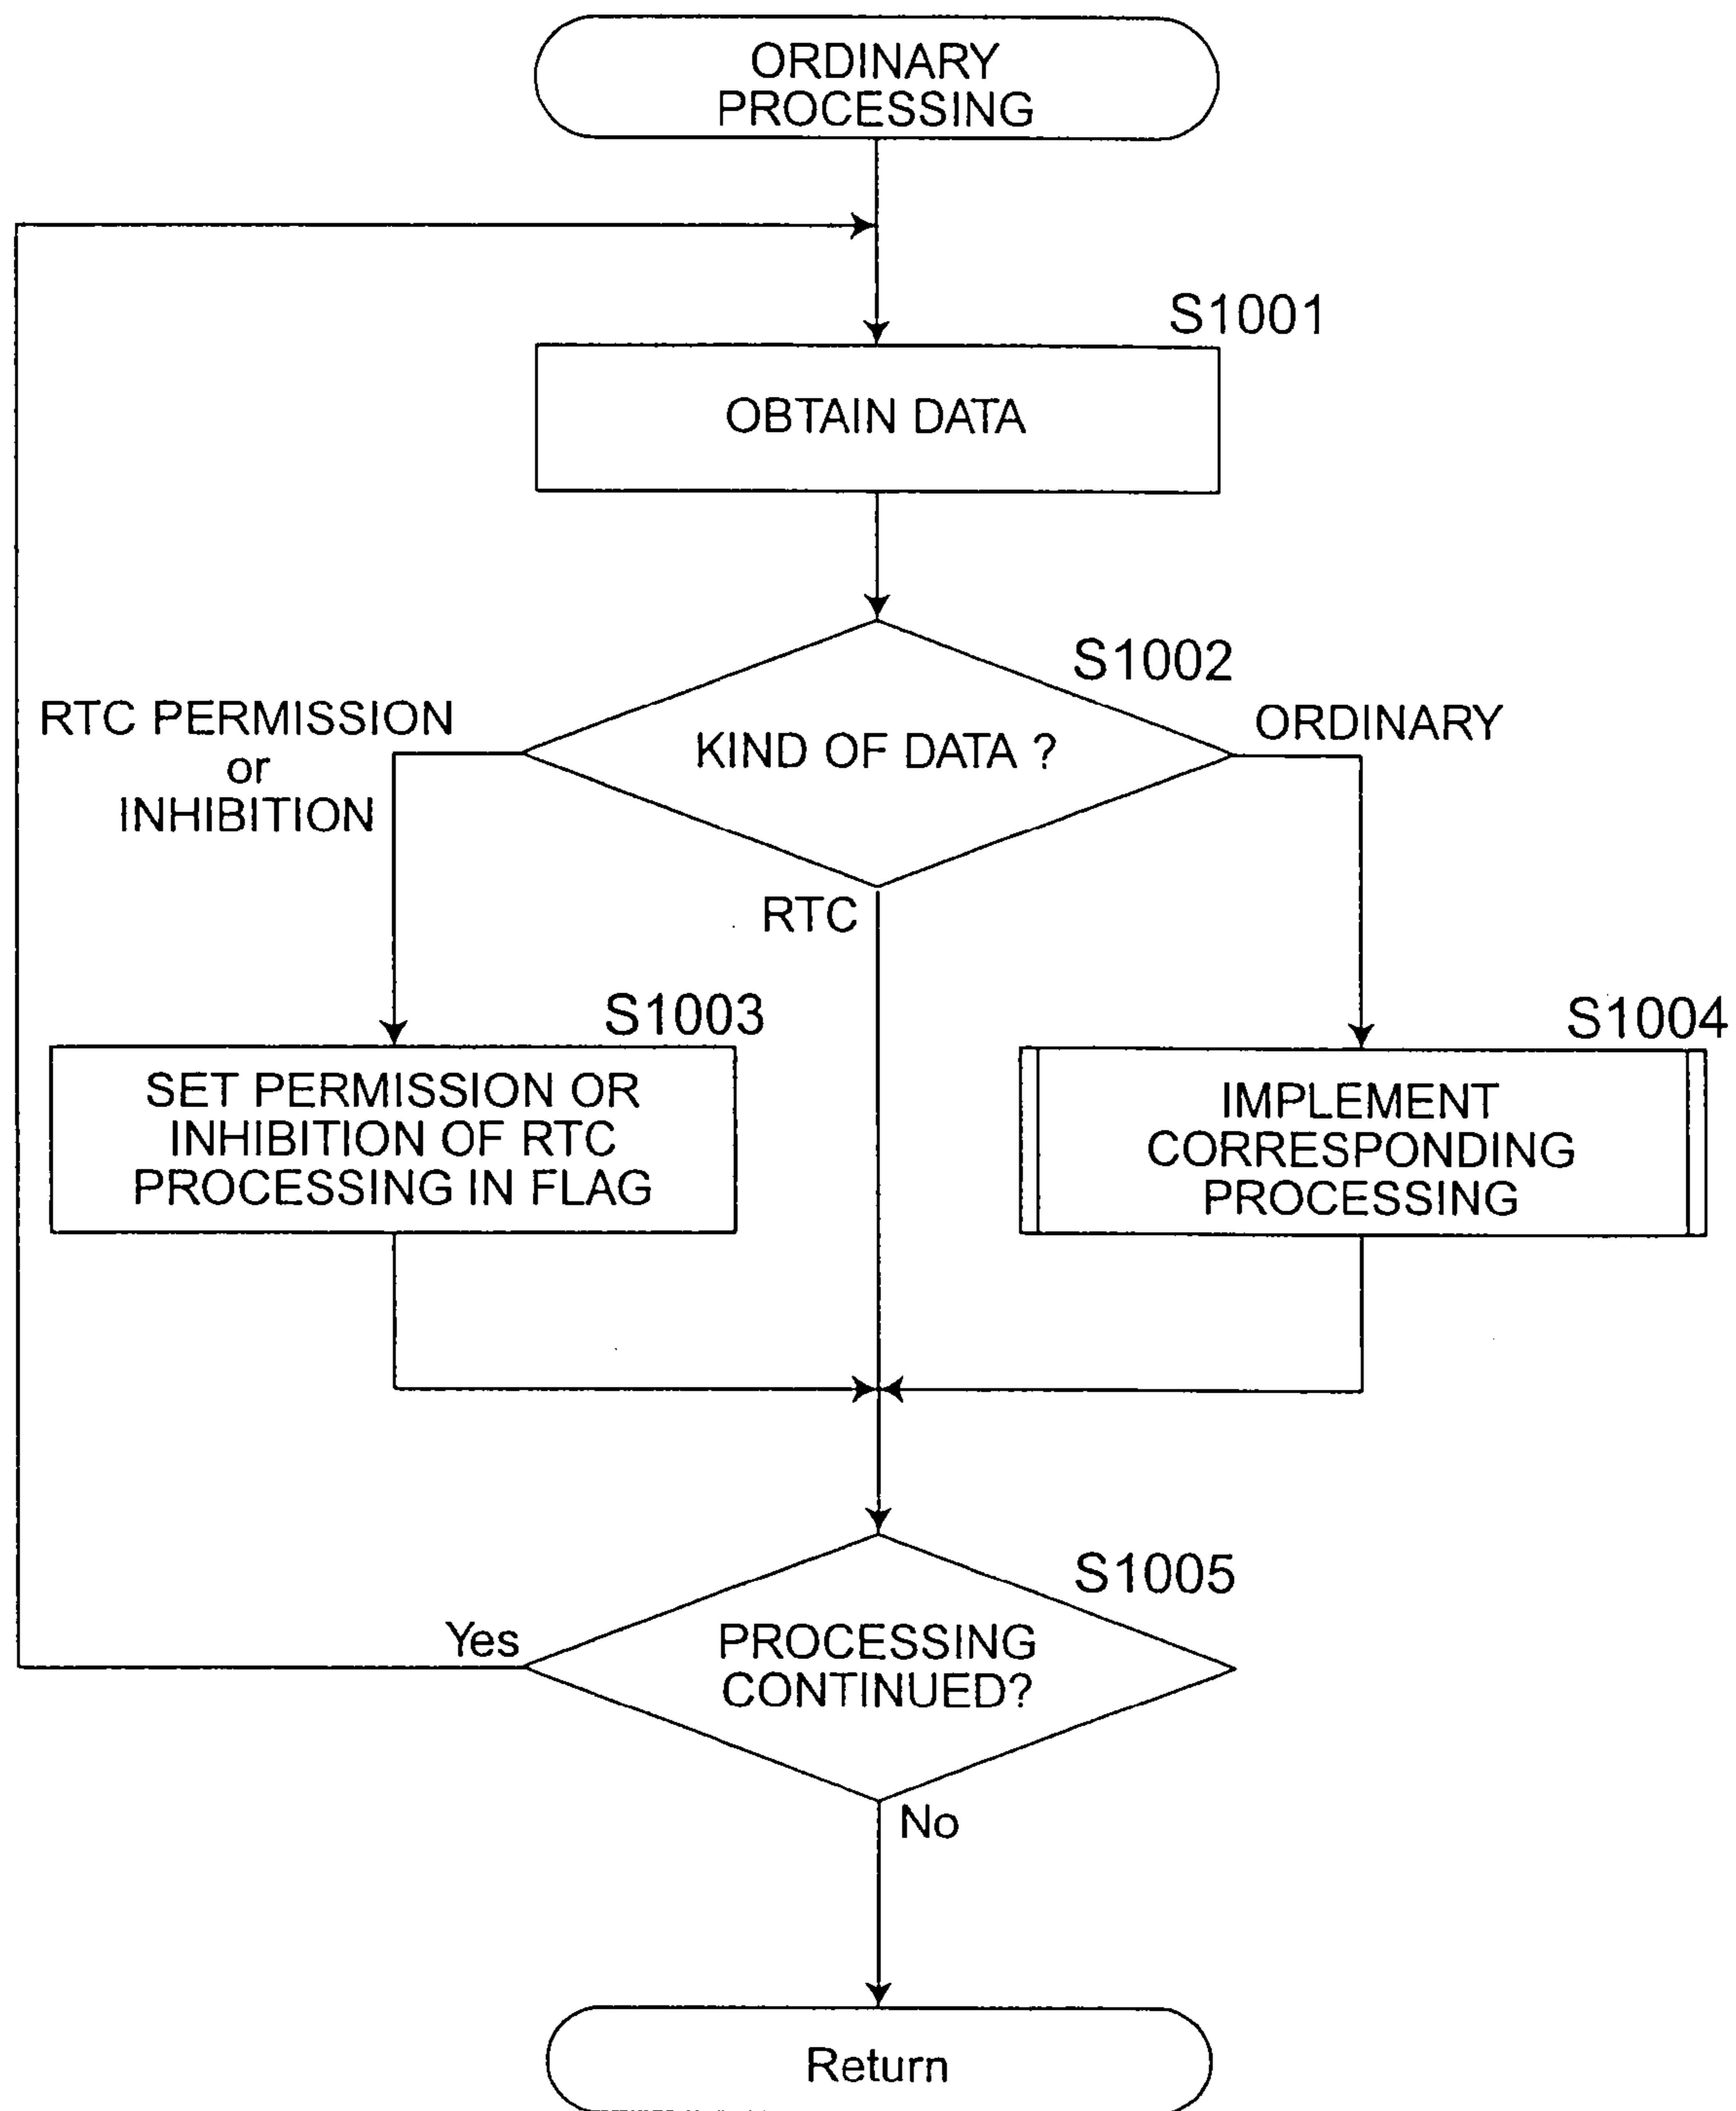 ORDINARY
PROCESSING
S1001
OBTAIN DATA
S1002
RTC PERMISSION
or
INHIBITION
KIND OF DATA ?
ORDINARY
RTC
S1003
SET PERMISSION OR
INHIBITION OF RTC
PROCESSING IN FLAG
S1004
IMPLEMENT
CORRESPONDING
PROCESSING
S1005
Yes
PROCESSING
CONTINUED?
No
Return